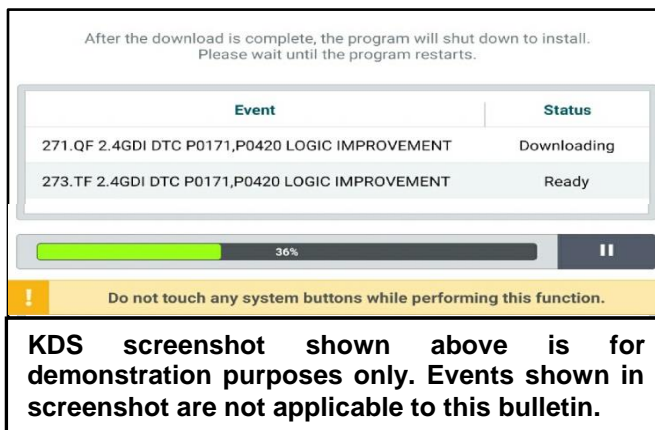 After the download is complete, the program will shut down to install.
Please wait until the program restarts.
Event Status
271.QF 2.4GDI DTC P0171,P0420 LOGIC IMPROVEMENT Downloading
273.TF 2.4GDI DTC P0171,P0420 LOGIC IMPROVEMENT Ready
36%
! Do not touch any system buttons while performing this function.
KDS screenshot shown above is for
demonstration purposes only. Events shown in
screenshot are not applicable to this bulletin.